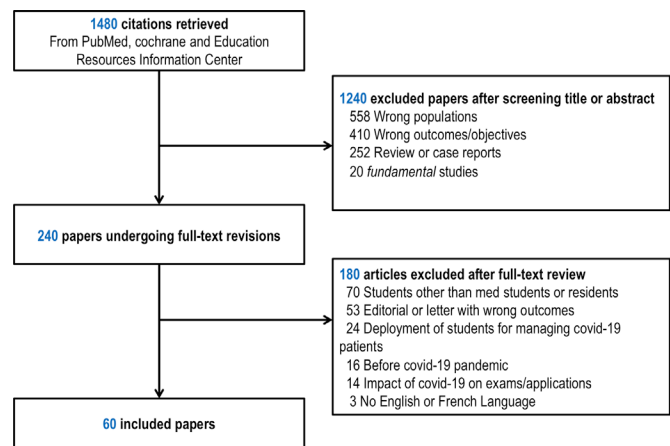 1480 citations retrieved
From PubMed, cochrane and Education
Resources Information Center
1240 excluded papers after screening title or abstract
558 Wrong populations
410 Wrong outcomes/objectives
252 Review or case reports
20 fundamental studies
240 papers undergoing full-text revisions
180 articles excluded after full-text review
70 Students other than med students or residents
53 Editorial or letter with wrong outcomes
24 Deployment of students for managing covid-19
patients
16 Before covid-19 pandemic
14 Impact of covid-19 on exams/applications
3 No English or French Language
60 included papers